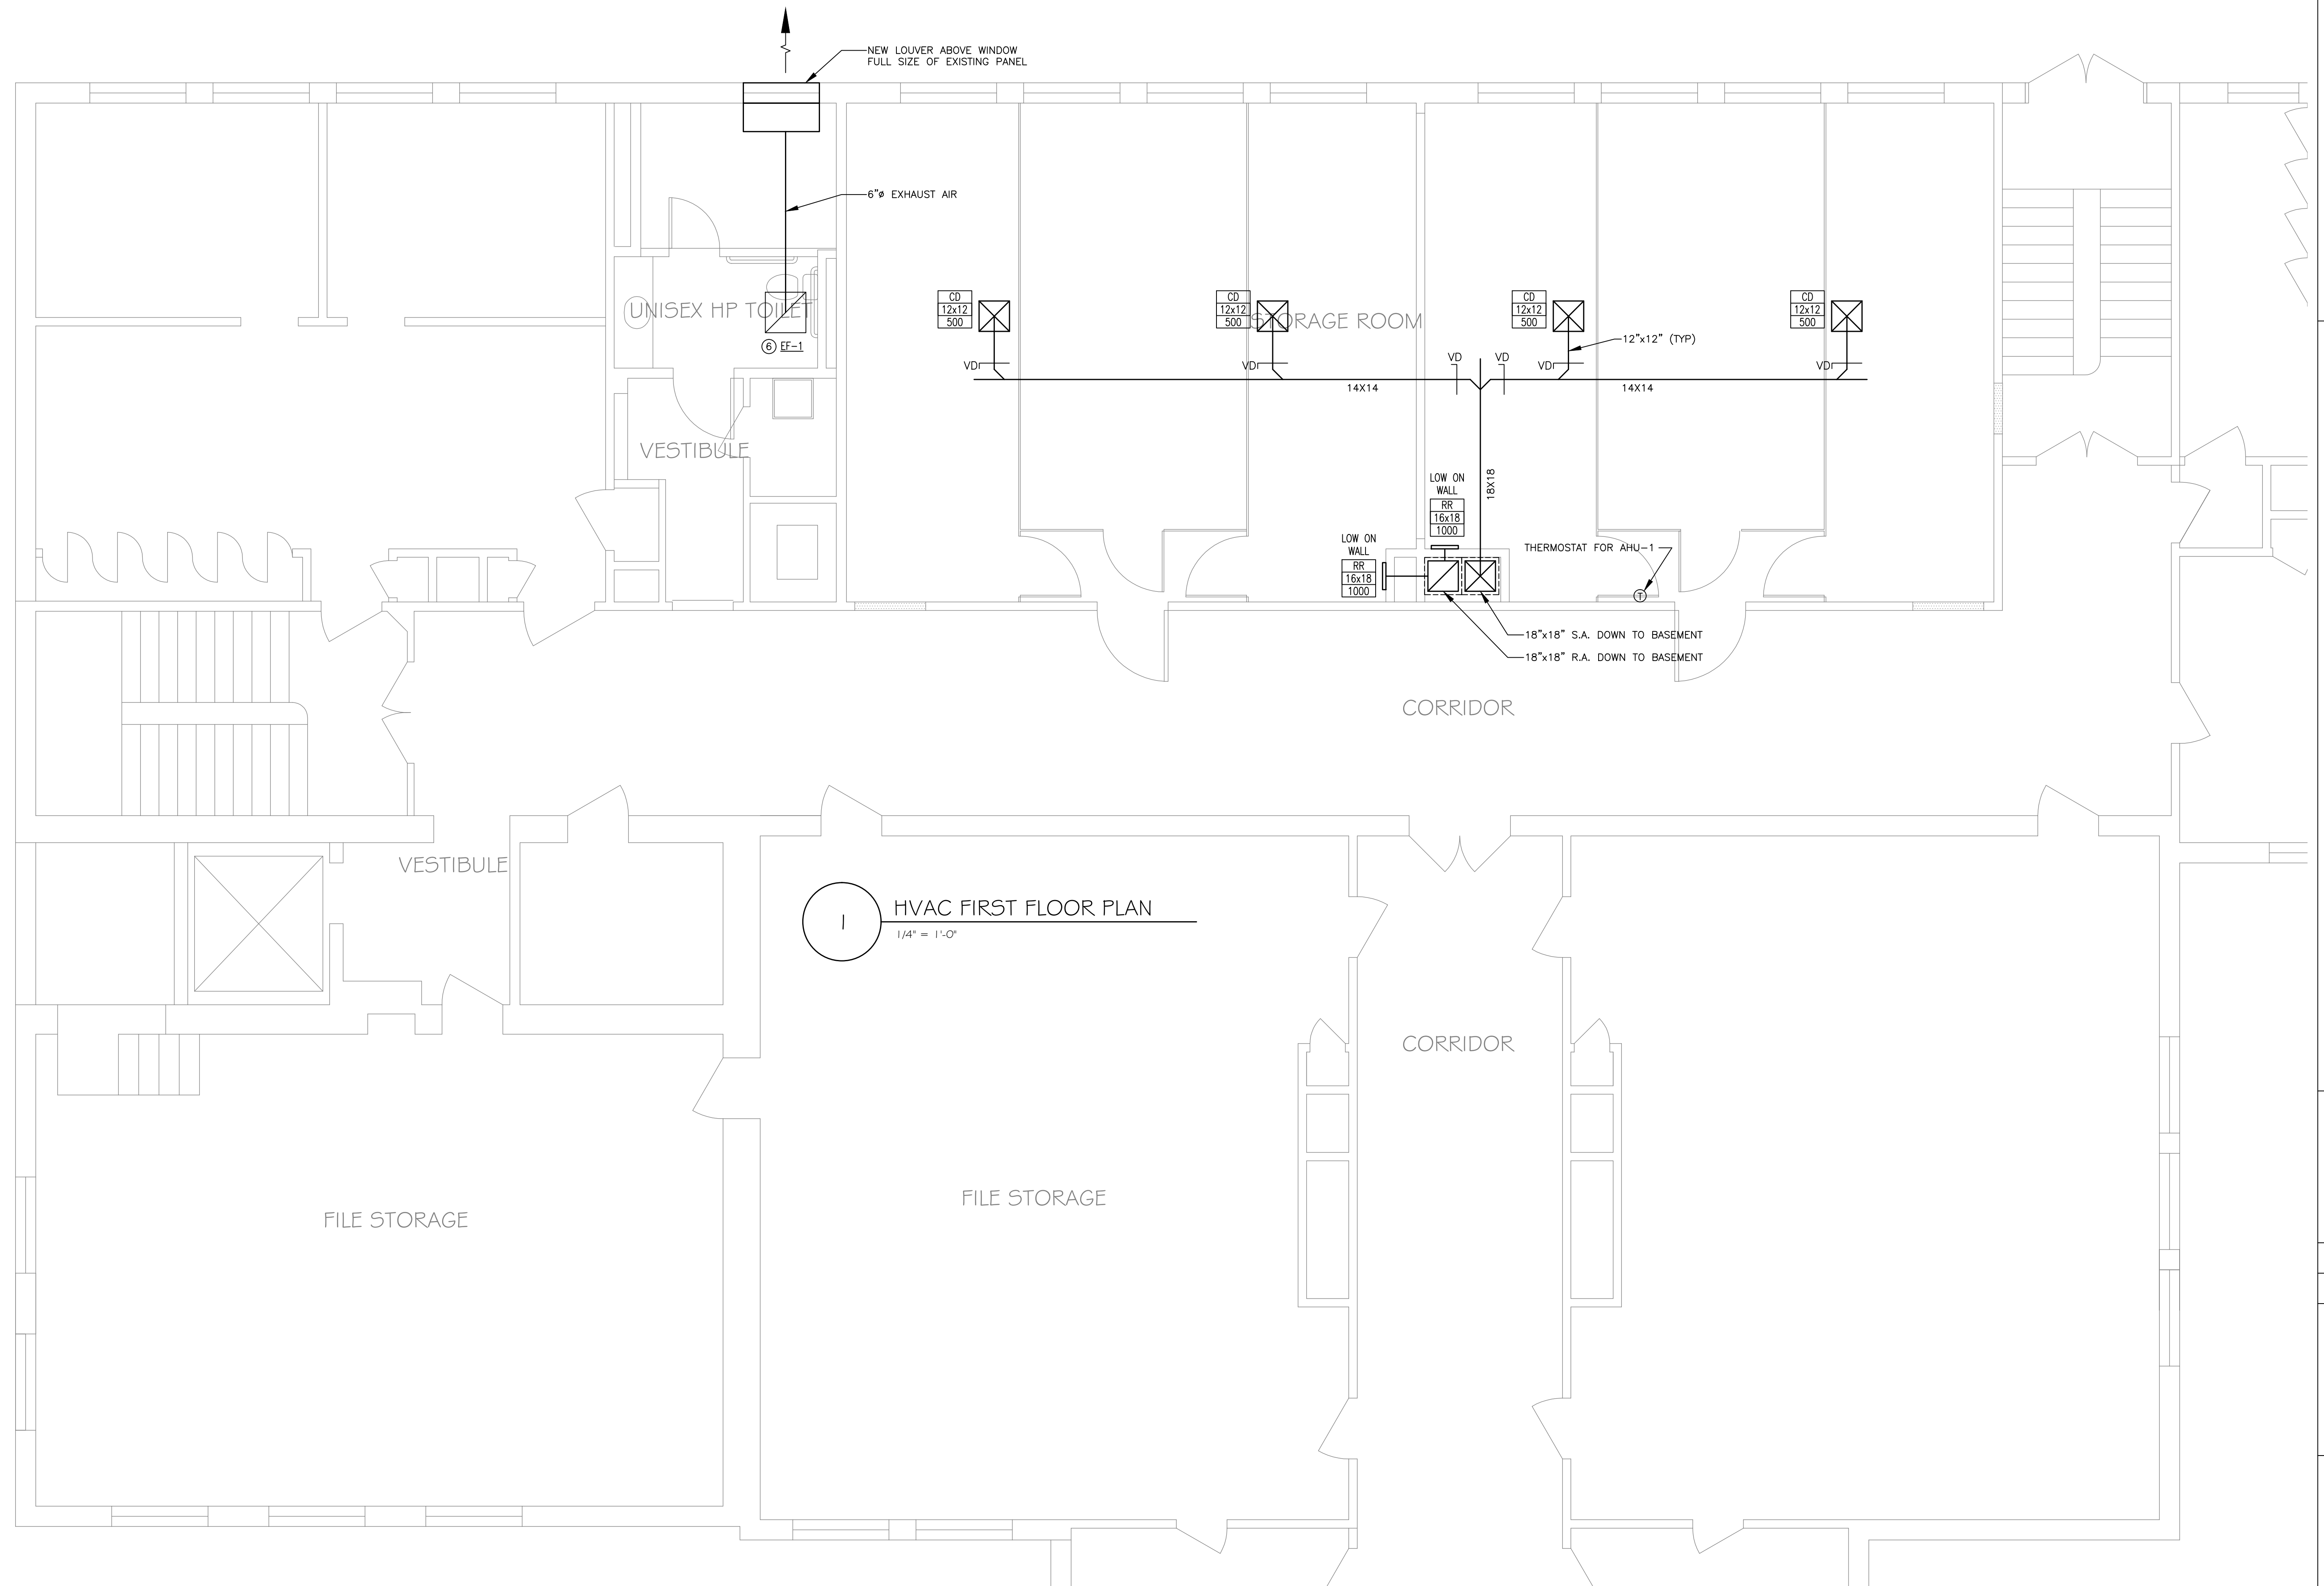 NEW LOUVER ABOVE WINDOW
FULL SIZE OF EXISTING PANEL
6"ø EXHAUST AIR
UNISEX HP TOILET
6 EF-1
CD
12x12
500
CD
12x12
500
STORAGE ROOM
CD
12x12
500
CD
12x12
500
12"x12" (TYP)
VD
VD
VD
VD
VD
VD
14X14
14X14
18X18
VESTIBULE
LOW ON
WALL
RR
16x18
1000
LOW ON
WALL
RR
16x18
1000
THERMOSTAT FOR AHU-1
T
18"x18" S.A. DOWN TO BASEMENT
18"x18" R.A. DOWN TO BASEMENT
CORRIDOR
VESTIBULE
1
HVAC FIRST FLOOR PLAN
1/4" = 1'-0"
CORRIDOR
FILE STORAGE
FILE STORAGE